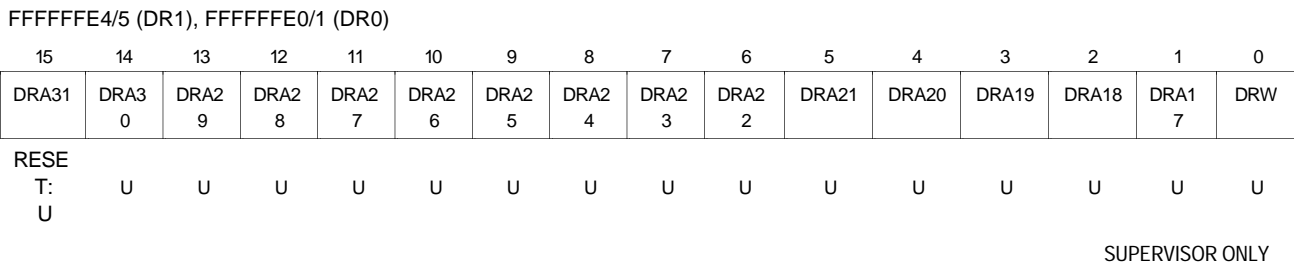 FFFFFFE4/5 (DR1), FFFFFFE0/1 (DR0)
15 14 13 12 11 10 9 8 7 6 5 4 3 2 1 0
DRA31 DRA3 DRA2 DRA2 DRA2 DRA2 DRA2 DRA2 DRA2 DRA2 DRA21 DRA20 DRA19 DRA18 DRA1 DRW
0 9 8 7 6 5 4 3 2 7
RESE
T: U U U U U U U U U U U U U U U
U
SUPERVISOR ONLY